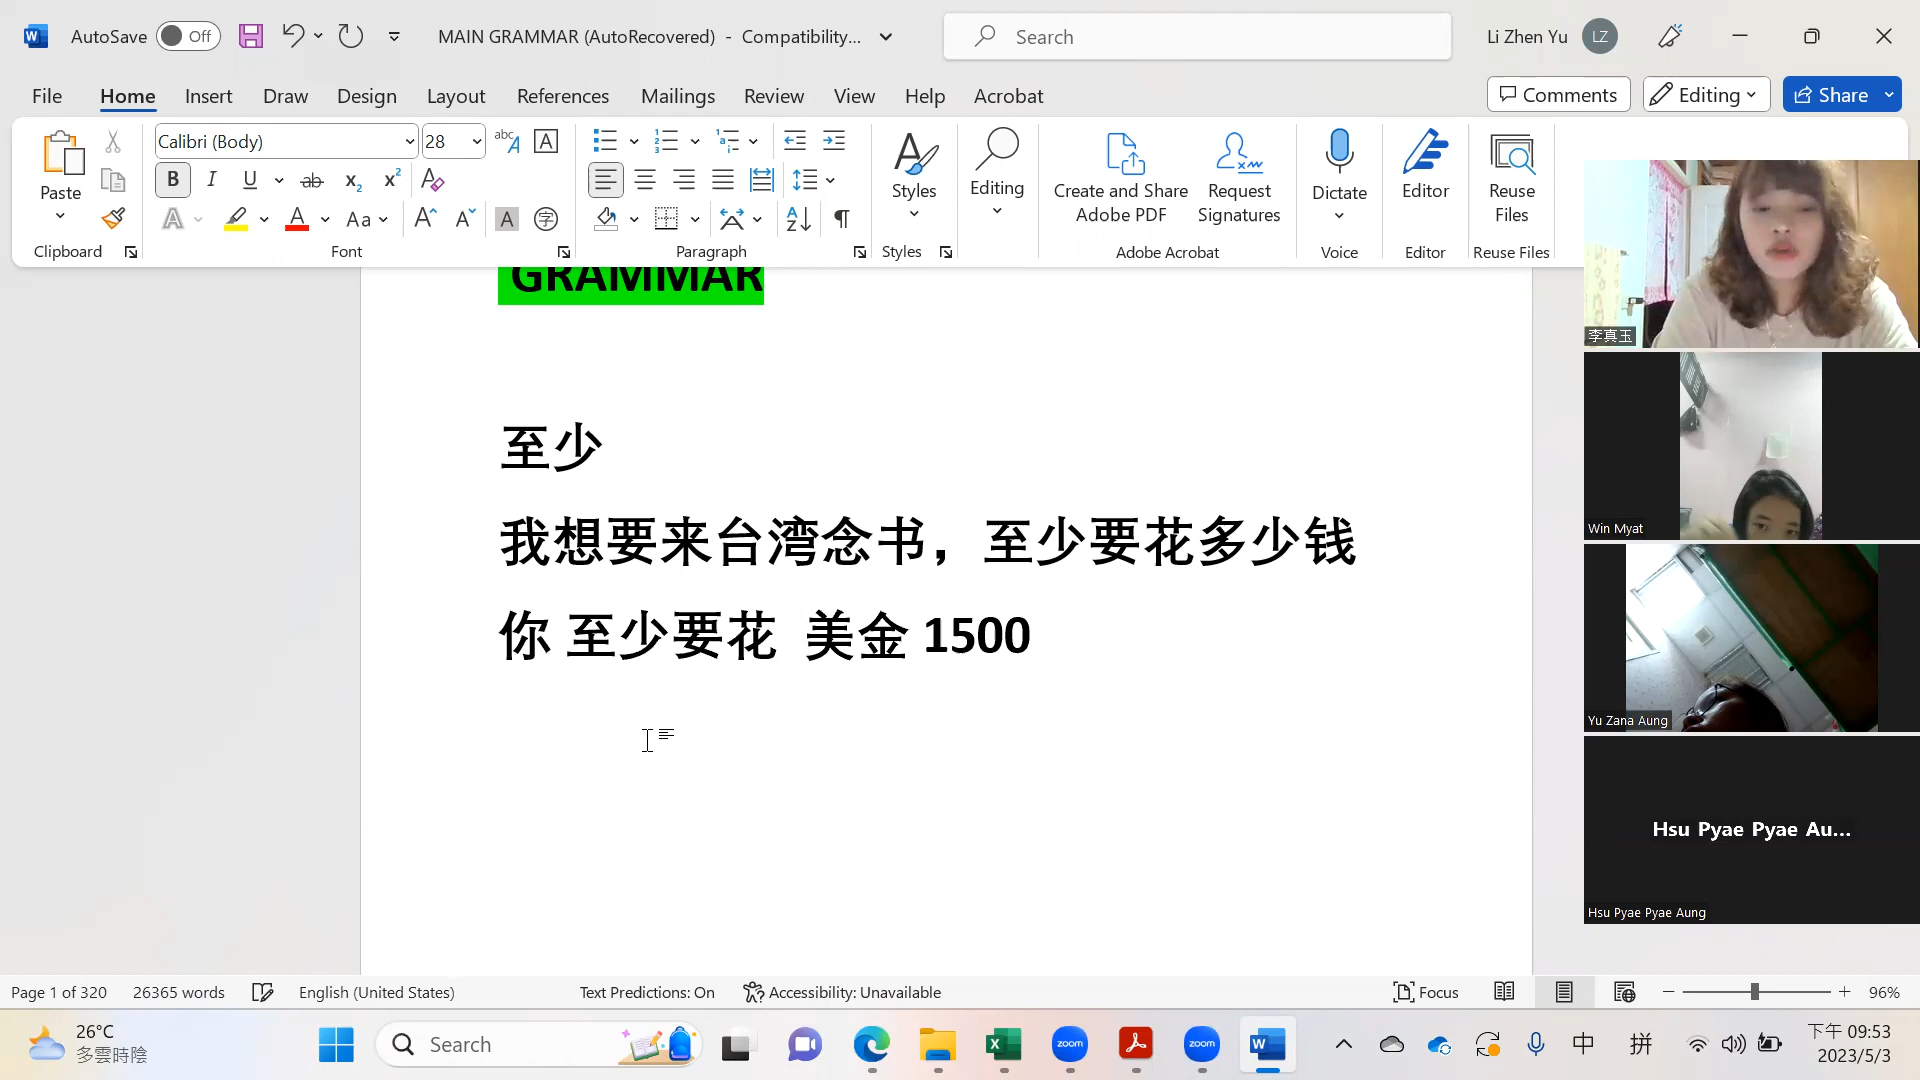 AutoSave
Off
MAIN GRAMMAR (AutoRecovered) - Compatibility...
Search
Li Zhen Yu
LZ
File
Home
Insert
Draw
Design
Layout
References
Mailings
Review
View
Help
Acrobat
Comments
Editing
Share
Paste
Clipboard
Calibri (Body)
28
Font
Paragraph
Styles
Styles
Editing
Create and Share
Adobe PDF
Request
Signatures
Adobe Acrobat
Dictate
Voice
Editor
Editor
Reuse
Files
Reuse Files
GRAMMAR
至少
我想要来台湾念书，至少要花多少钱
你 至少要花 美金 1500
李真玉
Win Myat
Yu Zana Aung
Hsu Pyae Pyae Au...
Hsu Pyae Pyae Aung
Page 1 of 320
26365 words
English (United States)
Text Predictions: On
Accessibility: Unavailable
Focus
96%
26°C
多雲時陰
Search
zoom
zoom
中
拼
下午 09:53
2023/5/3